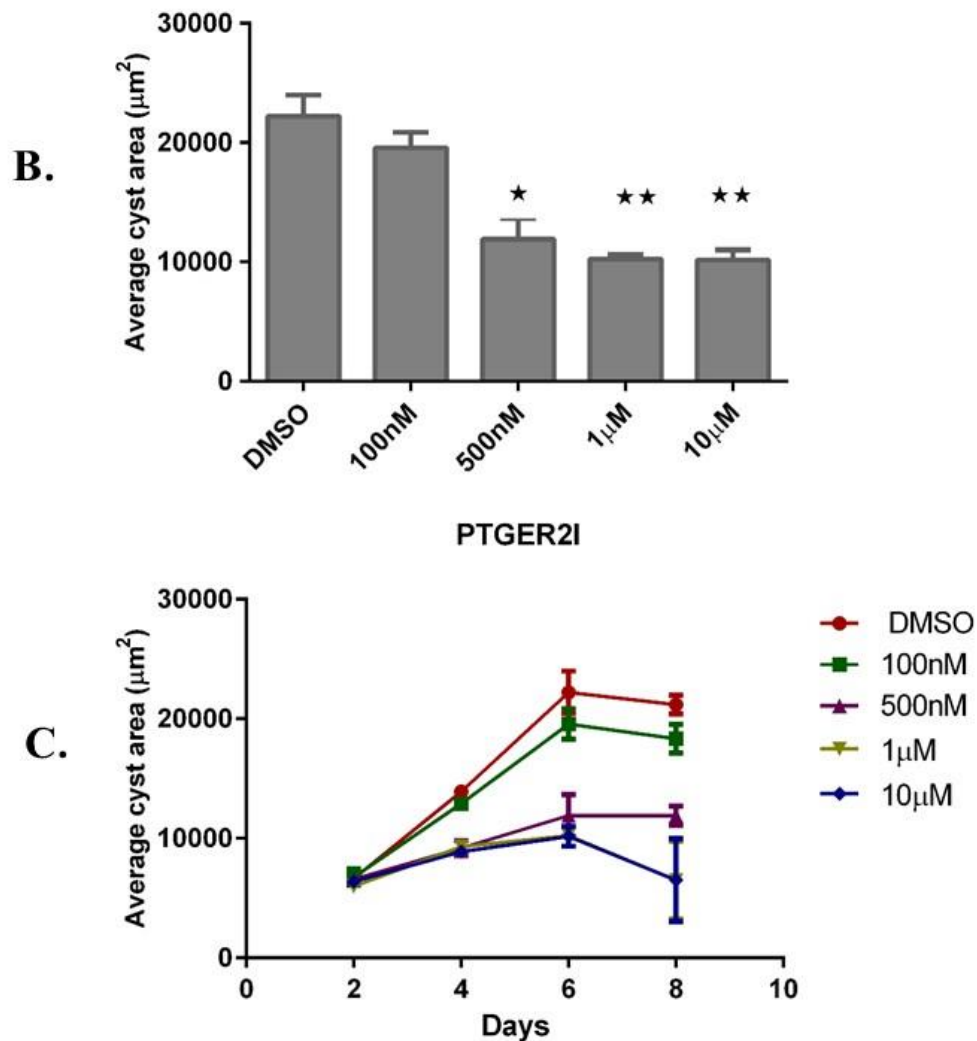 B.
Average cyst area (μm²)
30000
20000
10000
0
★
★★
★★
DMSO
100nM
500nM
1μM
10μM
PTGER2I
C.
Average cyst area (μm²)
30000
20000
10000
0
0
2
4
6
8
10
Days
DMSO
100nM
500nM
1μM
10μM